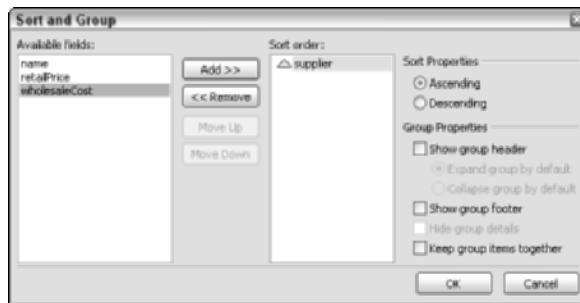 Sort and Group
Available fields:
name
retailPrice
wholesaleCost
Add >>
<< Remove
Move Up
Move Down
Sort order:
supplier
Sort Properties
Ascending
Descending
Group Properties
Show group header
Expand group by default
Collapse group by default
Show group footer
Hide group details
Keep group items together
OK
Cancel